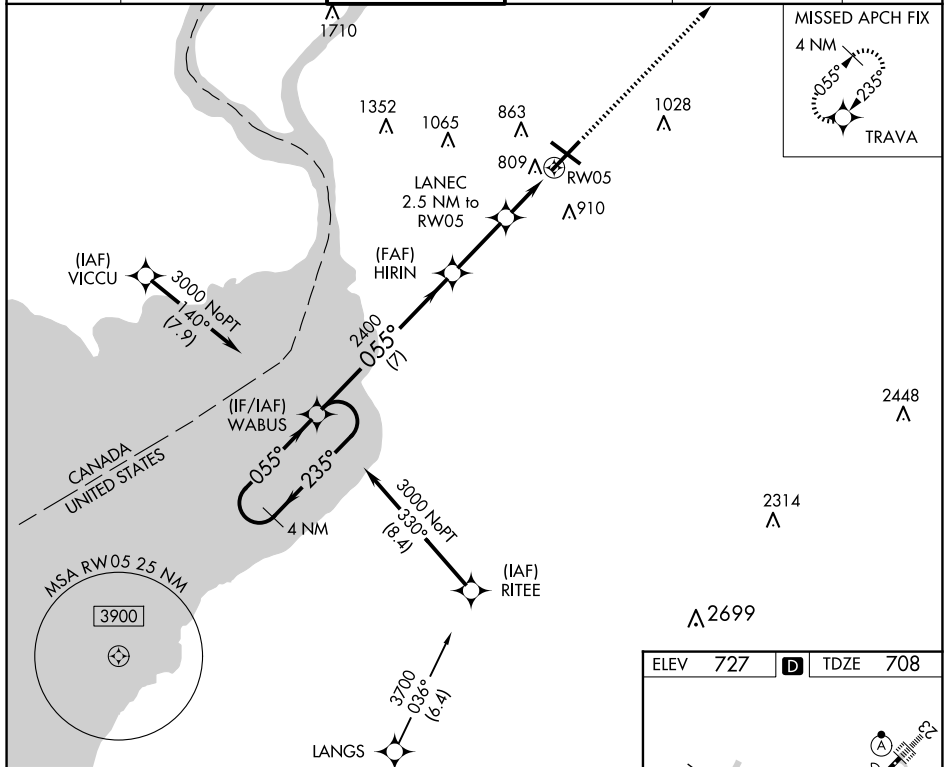 1710
MISSED APCH FIX
4 NM
055°
235°
TRAVA
1352
1065
863
1028
809
RW05
LANEC
2.5 NM to
RW05
910
(FAF)
HIRIN
(IAF)
VICCU
3000 NoPT
140°
(7.9)
2400
055°
(7)
(IF/IAF)
WABUS
2448
CANADA
UNITED STATES
055°
235°
4 NM
3000 NoPT
330°
(8.4)
2314
(IAF)
RITEE
MSA RW05 25 NM
3900
2699
3700
036°
(6.4)
LANGS
ELEV 727 D TDZE 708
A
23
D